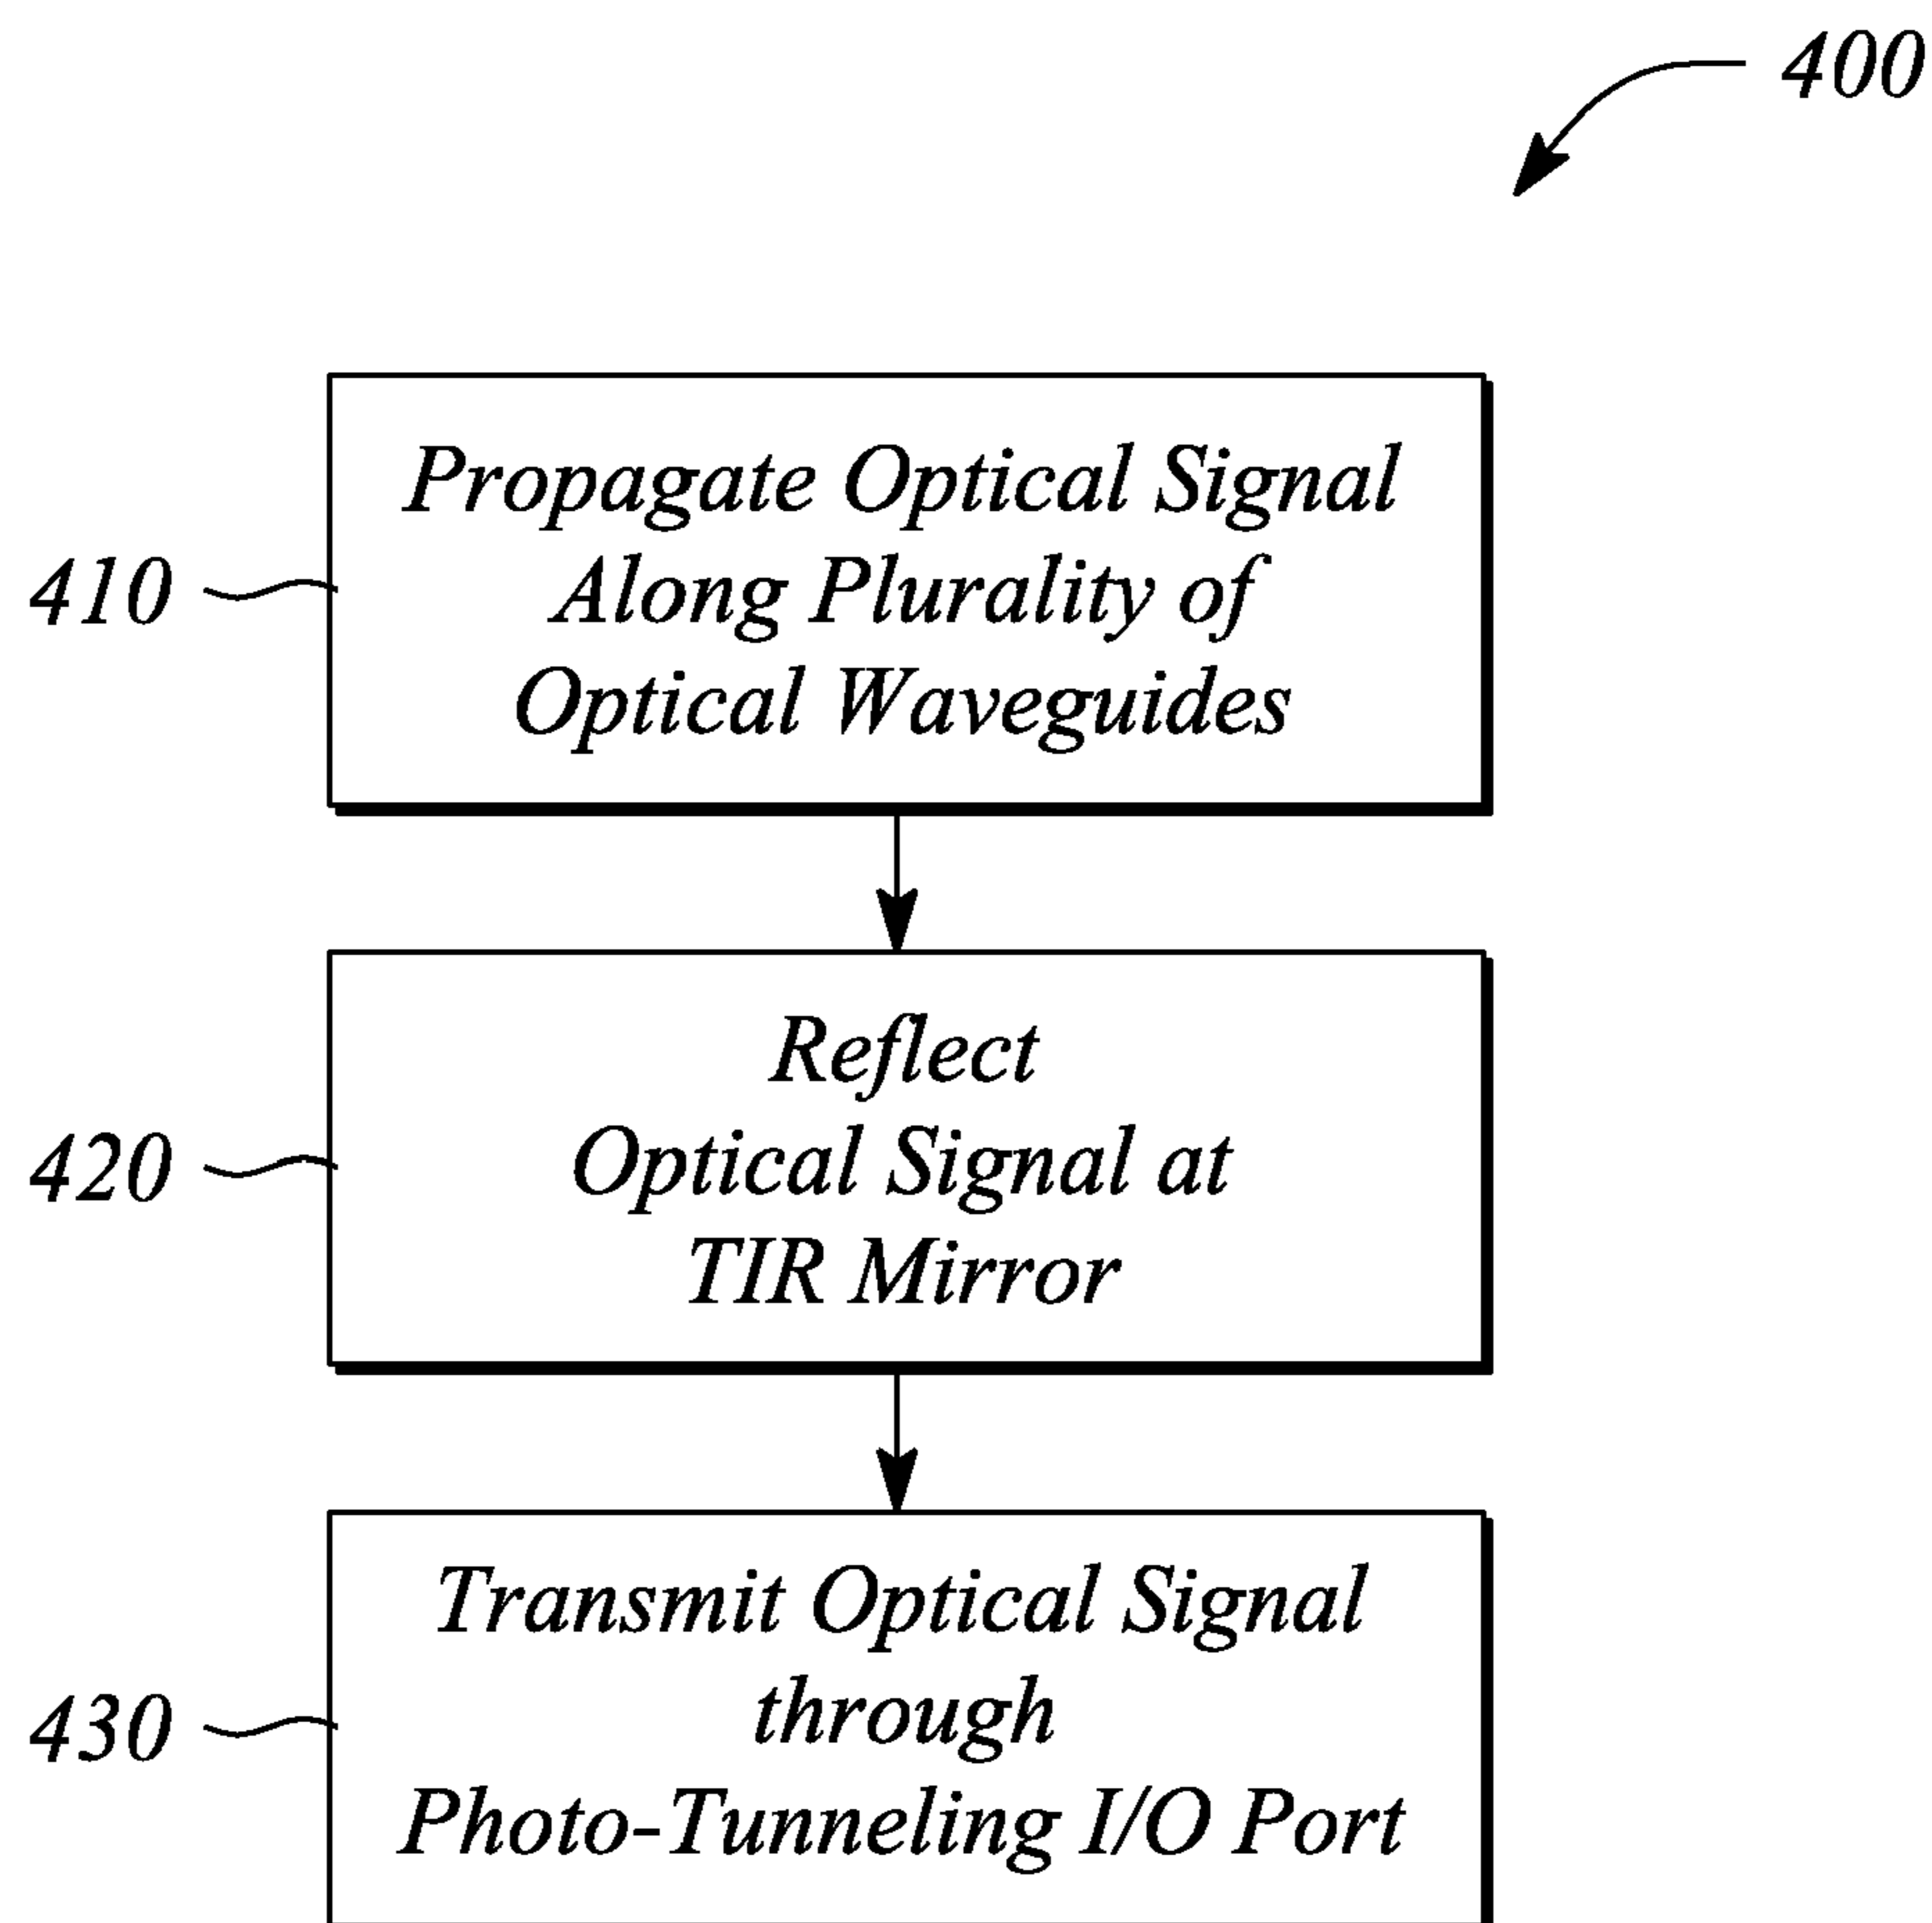 400
Propagate Optical Signal
Along Plurality of
410
Optical Waveguides
Reflect
420
Optical Signal at
TIR Mirror
Transmit Optical Signal
430
through
Photo-Tunneling I/O Port